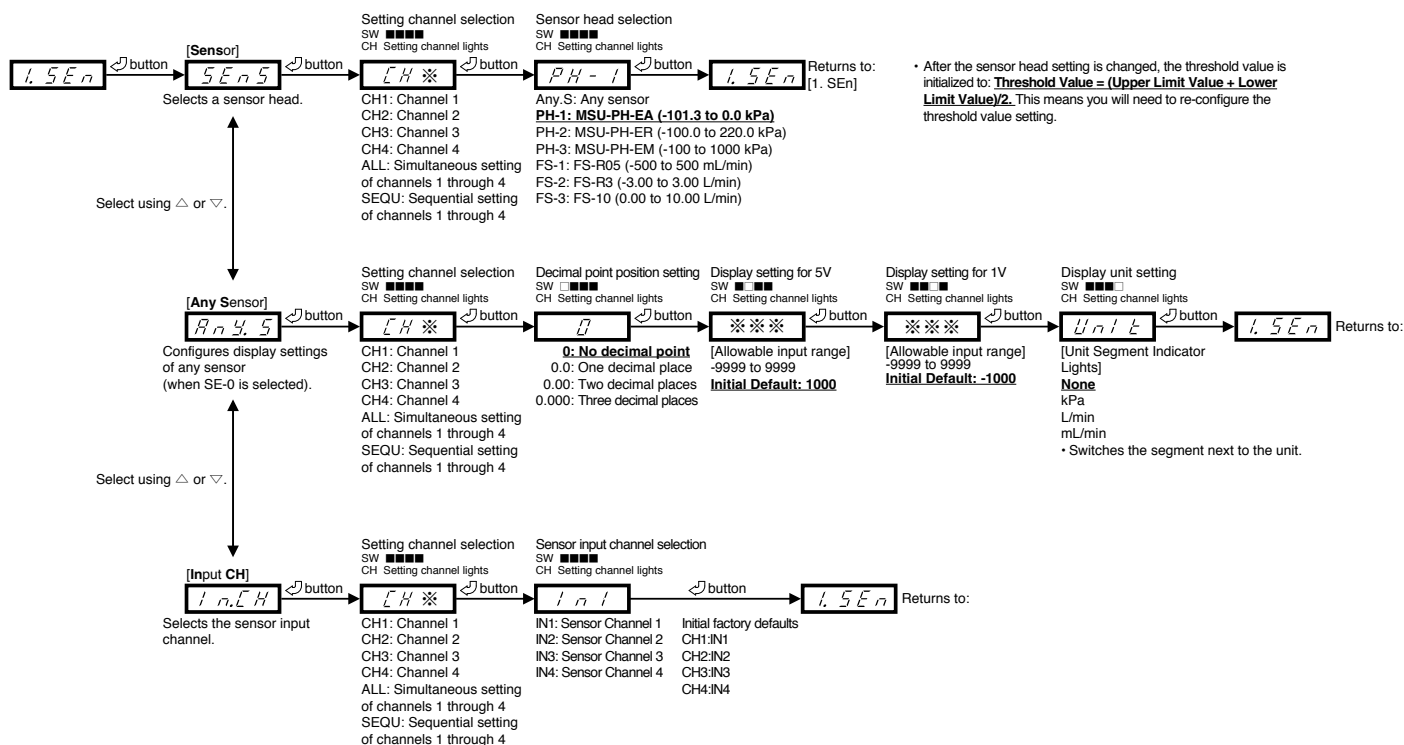 Setting channel selection
SW ■■■■
CH Setting channel lights
Sensor head selection
SW ■■■■
CH Setting channel lights
[Sensor]
1. SEn
button
SEnS
button
CH ※
button
PH- 1
button
1. SEn
Returns to:
[1. SEn]
Selects a sensor head.
CH1: Channel 1
CH2: Channel 2
CH3: Channel 3
CH4: Channel 4
ALL: Simultaneous setting
of channels 1 through 4
SEQU: Sequential setting
of channels 1 through 4
Any.S: Any sensor
PH-1: MSU-PH-EA (-101.3 to 0.0 kPa)
PH-2: MSU-PH-ER (-100.0 to 220.0 kPa)
PH-3: MSU-PH-EM (-100 to 1000 kPa)
FS-1: FS-R05 (-500 to 500 mL/min)
FS-2: FS-R3 (-3.00 to 3.00 L/min)
FS-3: FS-10 (0.00 to 10.00 L/min)
・After the sensor head setting is changed, the threshold value is
initialized to: Threshold Value = (Upper Limit Value + Lower
Limit Value)/2. This means you will need to re-configure the
threshold value setting.
Select using △ or ▽.
Setting channel selection
SW ■■■■
CH Setting channel lights
Decimal point position setting
SW □■■■
CH Setting channel lights
Display setting for 5V
SW ■□■■
CH Setting channel lights
Display setting for 1V
SW ■■□■
CH Setting channel lights
Display unit setting
SW ■■■□
CH Setting channel lights
[Any Sensor]
AnY. S
button
CH ※
button
0
button
※※※
button
※※※
button
Unit
button
1. SEn
Returns to:
Configures display settings
of any sensor
(when SE-0 is selected).
CH1: Channel 1
CH2: Channel 2
CH3: Channel 3
CH4: Channel 4
ALL: Simultaneous setting
of channels 1 through 4
SEQU: Sequential setting
of channels 1 through 4
0: No decimal point
0.0: One decimal place
0.00: Two decimal places
0.000: Three decimal places
[Allowable input range]
-9999 to 9999
Initial Default: 1000
[Allowable input range]
-9999 to 9999
Initial Default: -1000
[Unit Segment Indicator
Lights]
None
kPa
L/min
mL/min
・Switches the segment next to the unit.
Select using △ or ▽.
Setting channel selection
SW ■■■■
CH Setting channel lights
Sensor input channel selection
SW ■■■■
CH Setting channel lights
[Input CH]
In.CH
button
CH ※
button
In1
button
1. SEn
Returns to:
Selects the sensor input
channel.
CH1: Channel 1
CH2: Channel 2
CH3: Channel 3
CH4: Channel 4
ALL: Simultaneous setting
of channels 1 through 4
SEQU: Sequential setting
of channels 1 through 4
IN1: Sensor Channel 1
IN2: Sensor Channel 2
IN3: Sensor Channel 3
IN4: Sensor Channel 4
Initial factory defaults
CH1:IN1
CH2:IN2
CH3:IN3
CH4:IN4